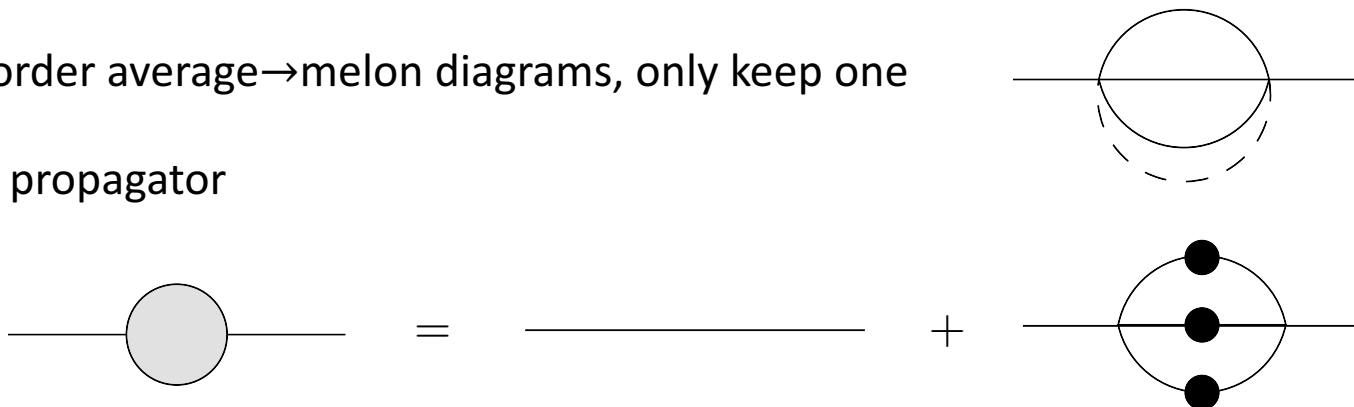 order average→melon diagrams, only keep one
propagator
= +